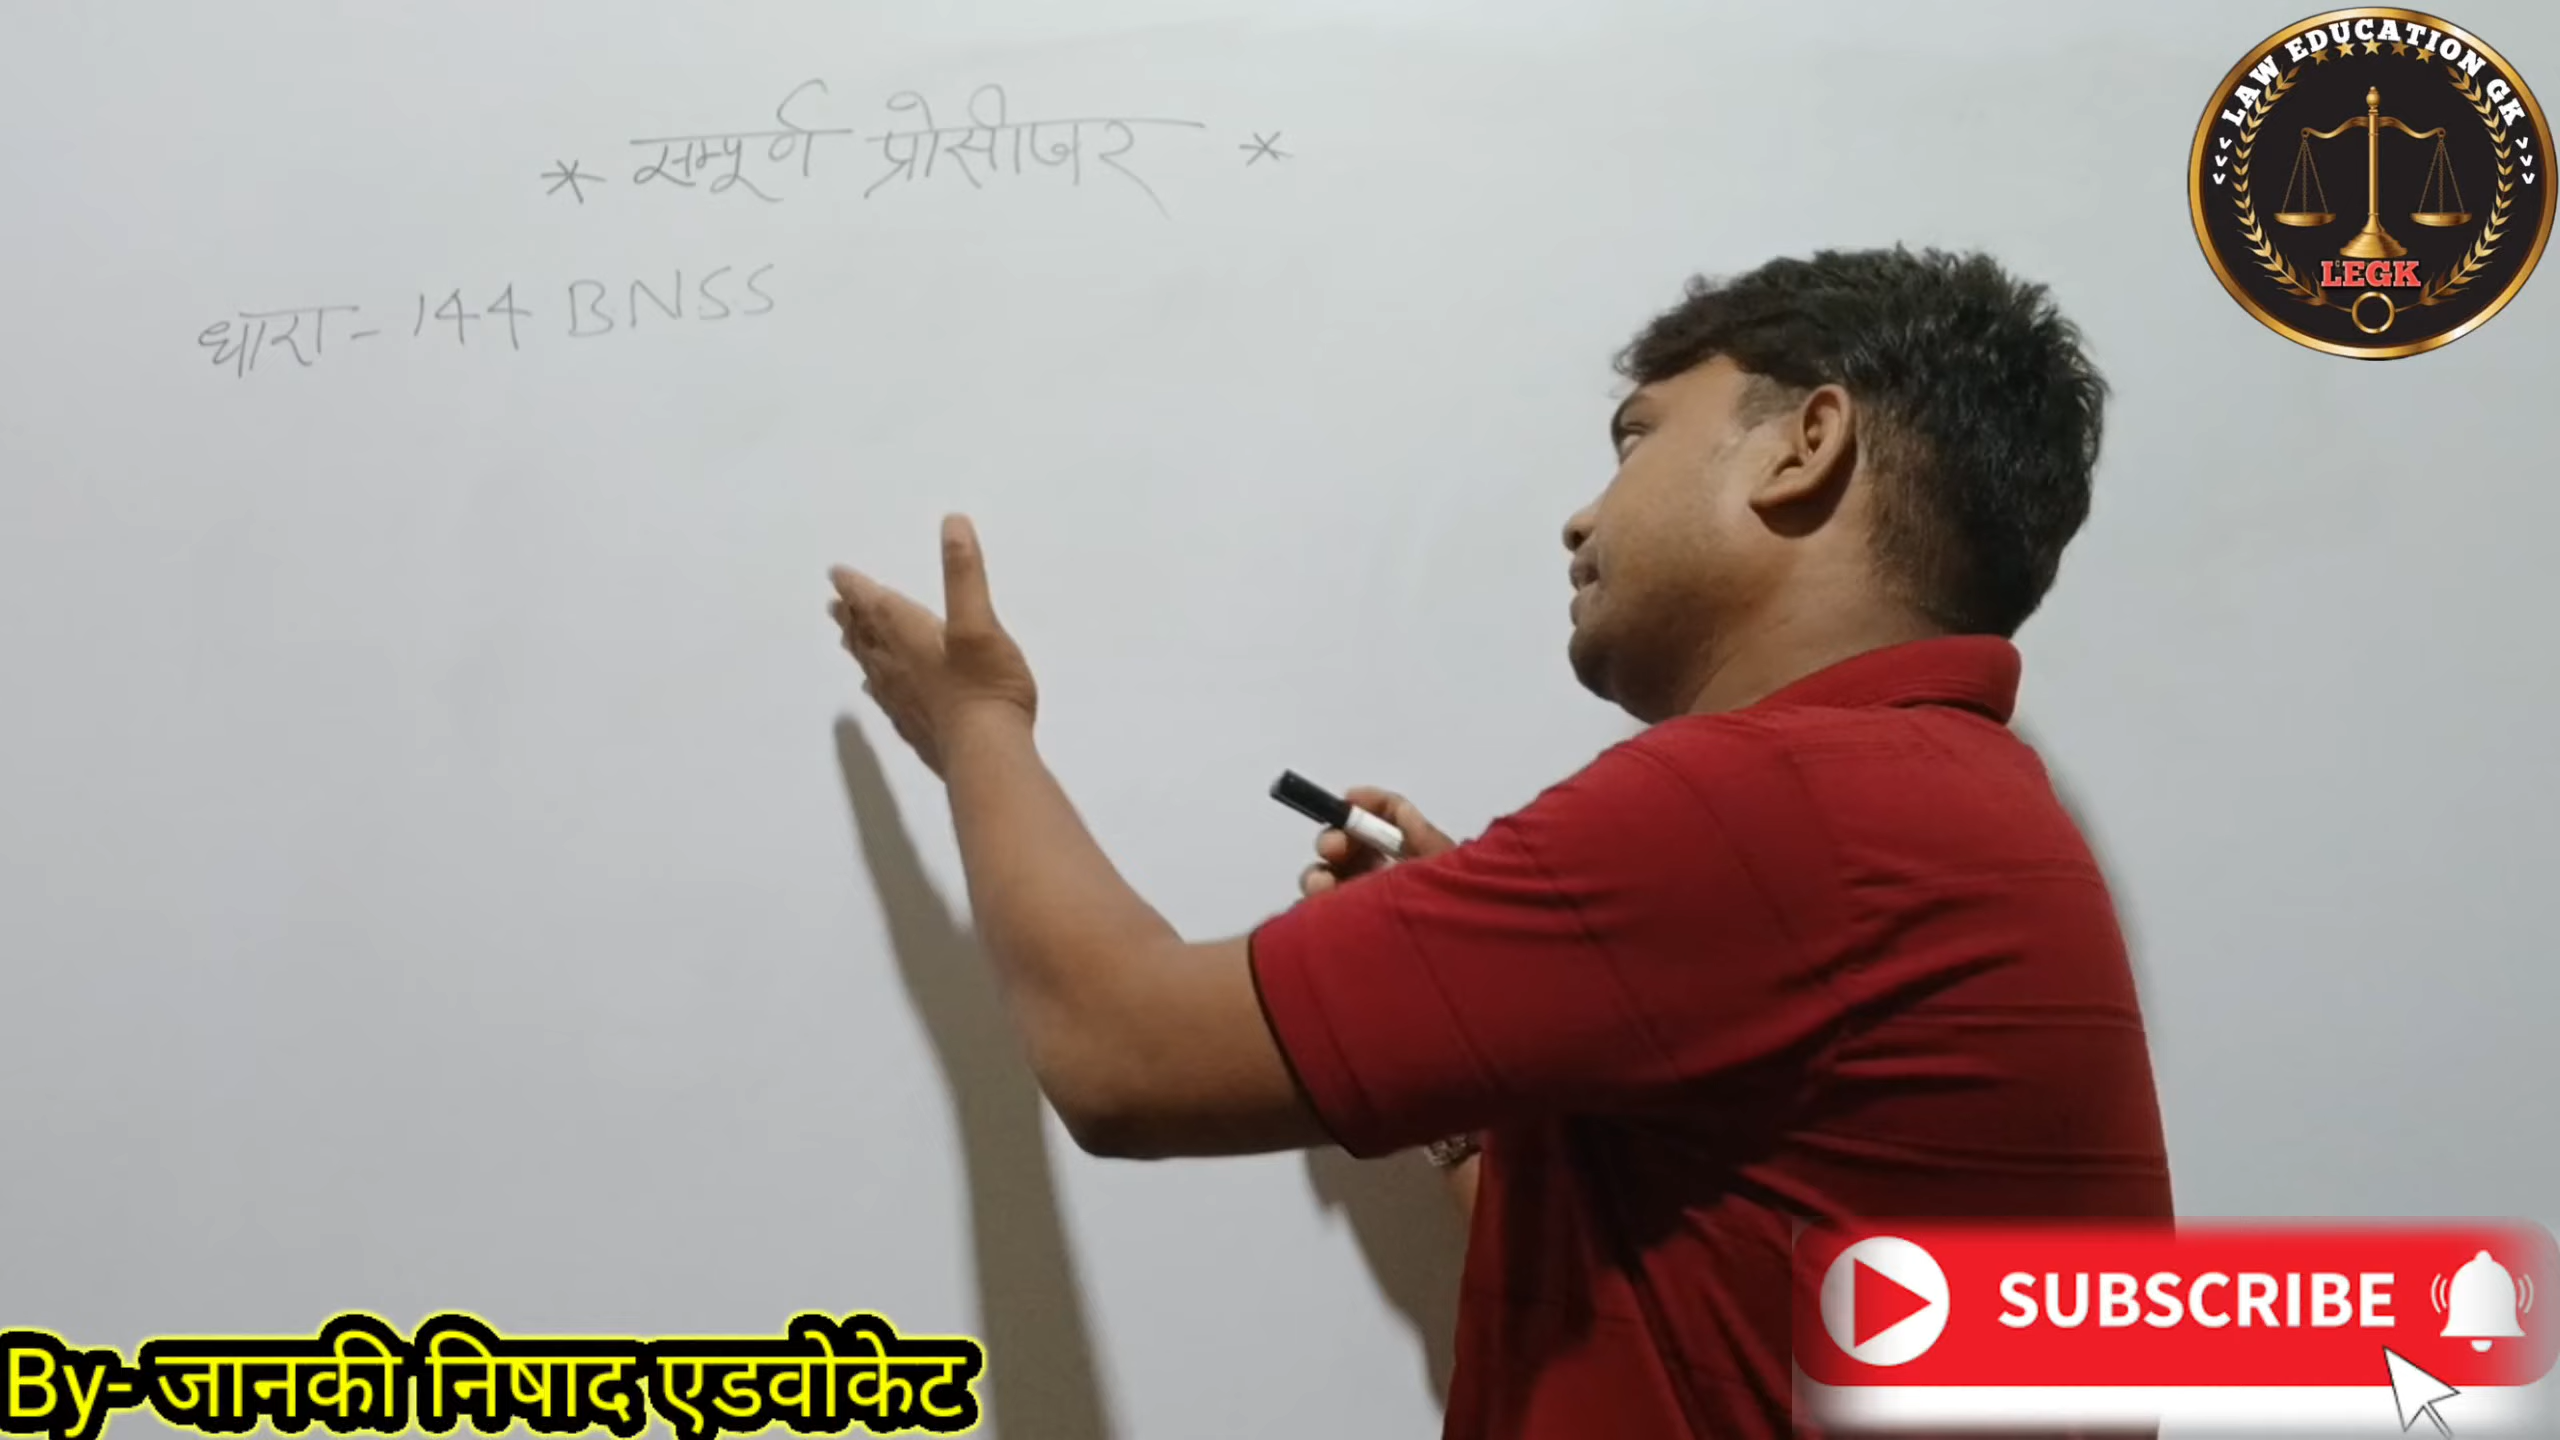 * सम्पूर्ण प्रोसीजर *
धारा - 144 BNSS
LAW EDUCATION GK
LEGK
SUBSCRIBE
By- जानकी निषाद एडवोकेट